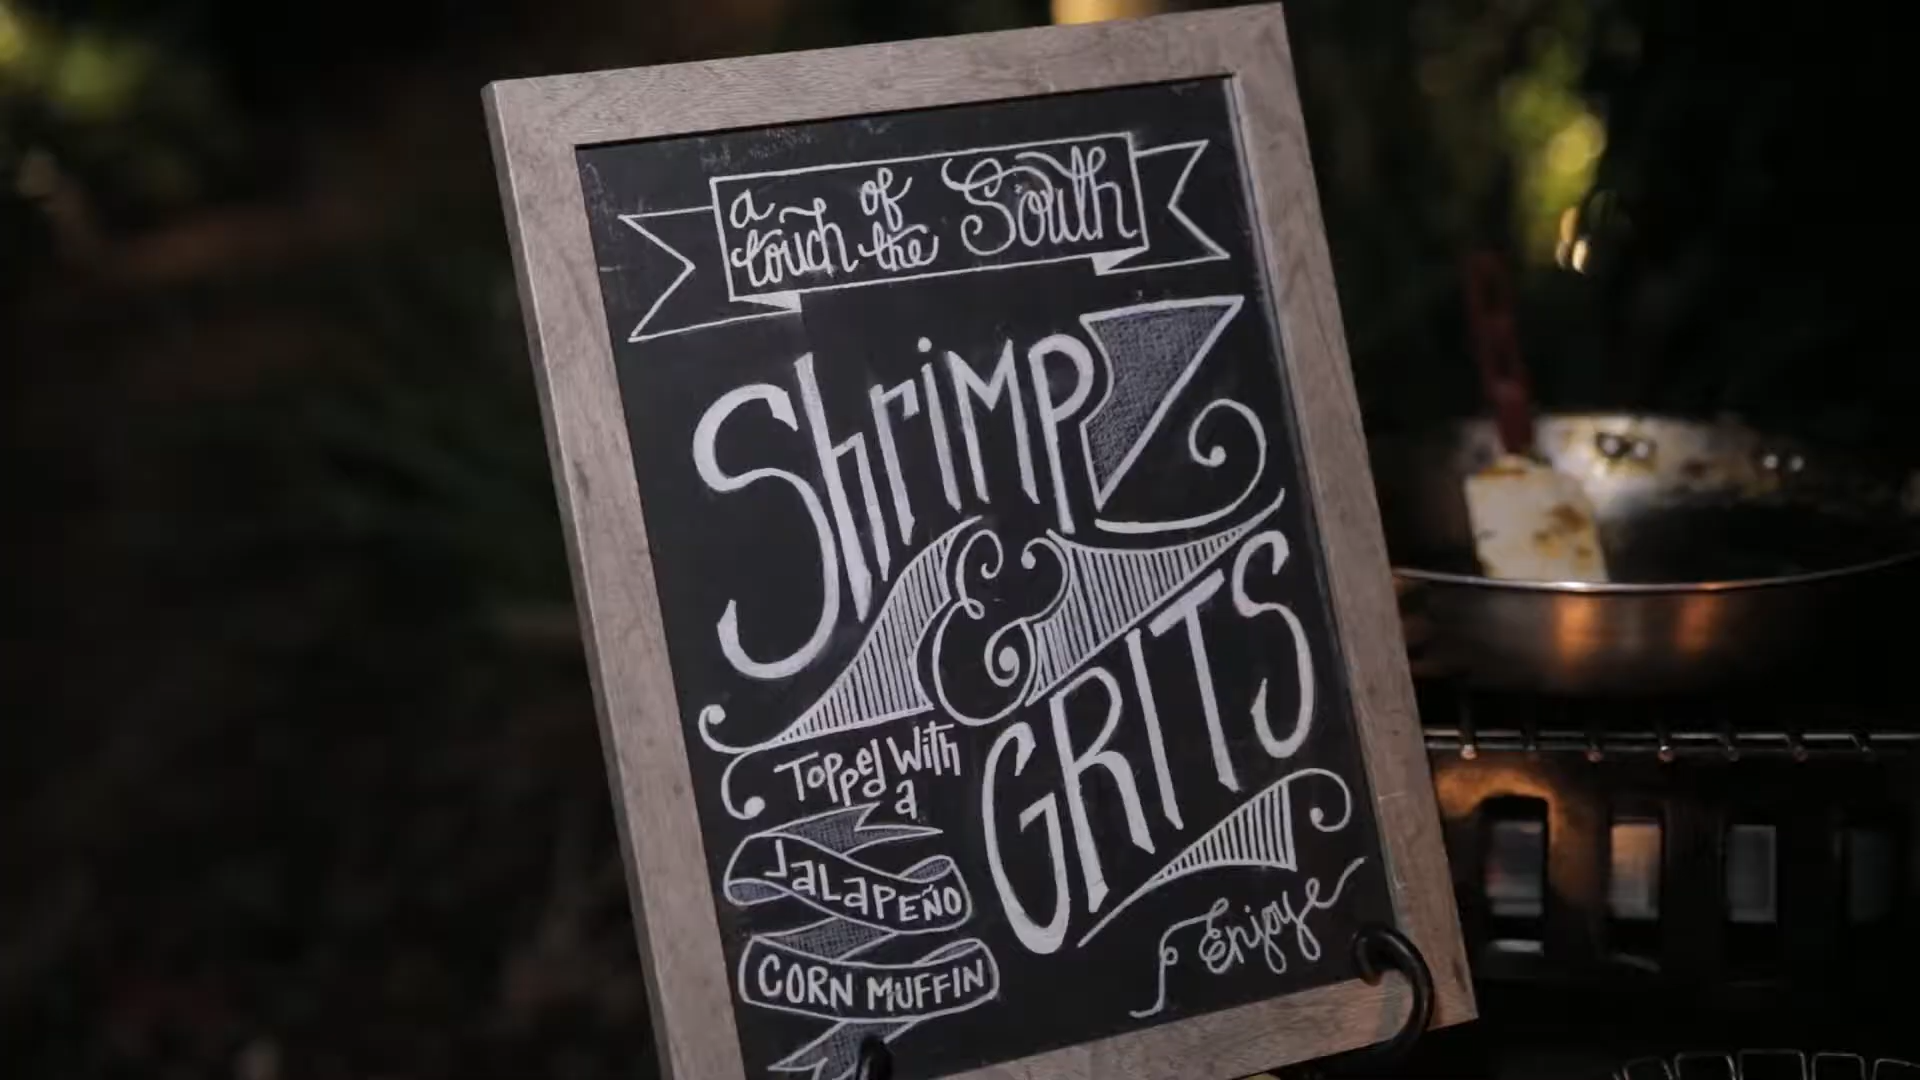 a touch of the South
Shrimp
&
GRITS
Topped With
a
JALAPEÑO
CORN MUFFIN
Enjoy